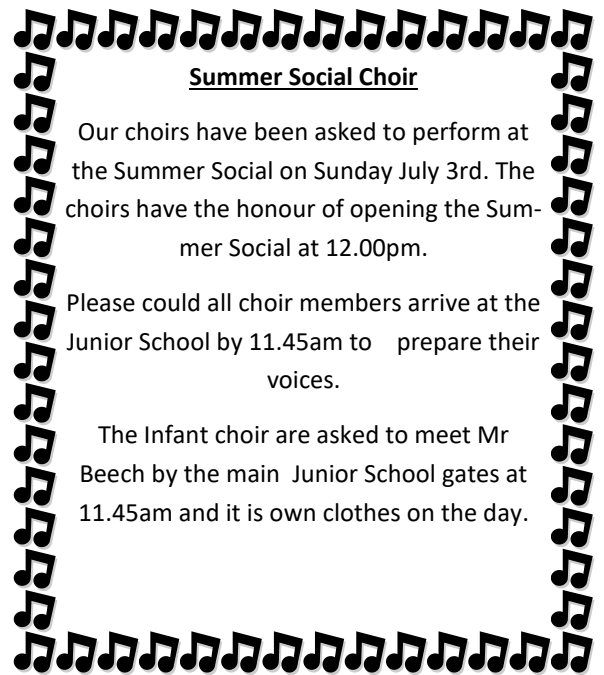 Summer Social Choir
Our choirs have been asked to perform at
the Summer Social on Sunday July 3rd. The
choirs have the honour of opening the Sum-
mer Social at 12.00pm.
Please could all choir members arrive at the
Junior School by 11.45am to    prepare their
voices.
The Infant choir are asked to meet Mr
Beech by the main  Junior School gates at
11.45am and it is own clothes on the day.